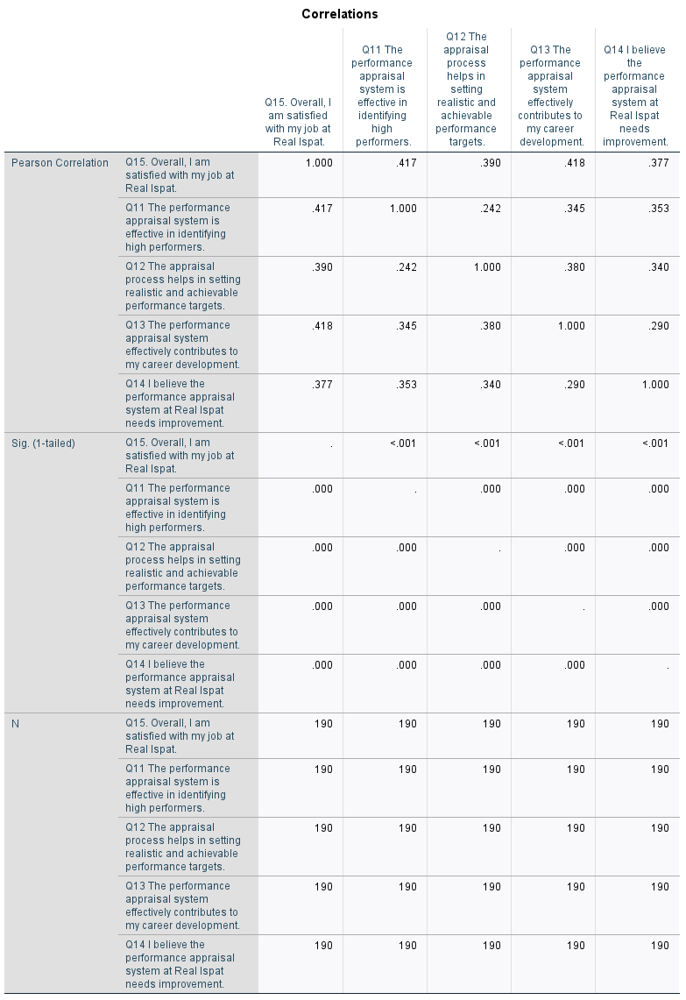 Correlations
Q15. Overall, I
am satisfied
with my job at
Real Ispat.
Q11 The
performance
appraisal
system is
effective in
identifying
high
performers.
Q12 The
appraisal
process
helps in
setting
realistic and
achievable
performance
targets.
Q13 The
performance
appraisal
system
effectively
contributes to
my career
development.
Q14 I believe
the
performance
appraisal
system at
Real Ispat
needs
improvement.
Pearson Correlation
Q15. Overall, I am
satisfied with my job at
Real Ispat.
1.000 .417 .390 .418 .377
Q11 The performance
appraisal system is
effective in identifying
high performers.
.417 1.000 .242 .345 .353
Q12 The appraisal
process helps in setting
realistic and achievable
performance targets.
.390 .242 1.000 .380 .340
Q13 The performance
appraisal system
effectively contributes to
my career development.
.418 .345 .380 1.000 .290
Q14 I believe the
performance appraisal
system at Real Ispat
needs improvement.
.377 .353 .340 .290 1.000
Sig. (1-tailed)
Q15. Overall, I am
satisfied with my job at
Real Ispat.
. <.001 <.001 <.001 <.001
Q11 The performance
appraisal system is
effective in identifying
high performers.
.000 . .000 .000 .000
Q12 The appraisal
process helps in setting
realistic and achievable
performance targets.
.000 .000 . .000 .000
Q13 The performance
appraisal system
effectively contributes to
my career development.
.000 .000 .000 . .000
Q14 I believe the
performance appraisal
system at Real Ispat
needs improvement.
.000 .000 .000 .000 .
N
Q15. Overall, I am
satisfied with my job at
Real Ispat.
190 190 190 190 190
Q11 The performance
appraisal system is
effective in identifying
high performers.
190 190 190 190 190
Q12 The appraisal
process helps in setting
realistic and achievable
performance targets.
190 190 190 190 190
Q13 The performance
appraisal system
effectively contributes to
my career development.
190 190 190 190 190
Q14 I believe the
performance appraisal
system at Real Ispat
needs improvement.
190 190 190 190 190